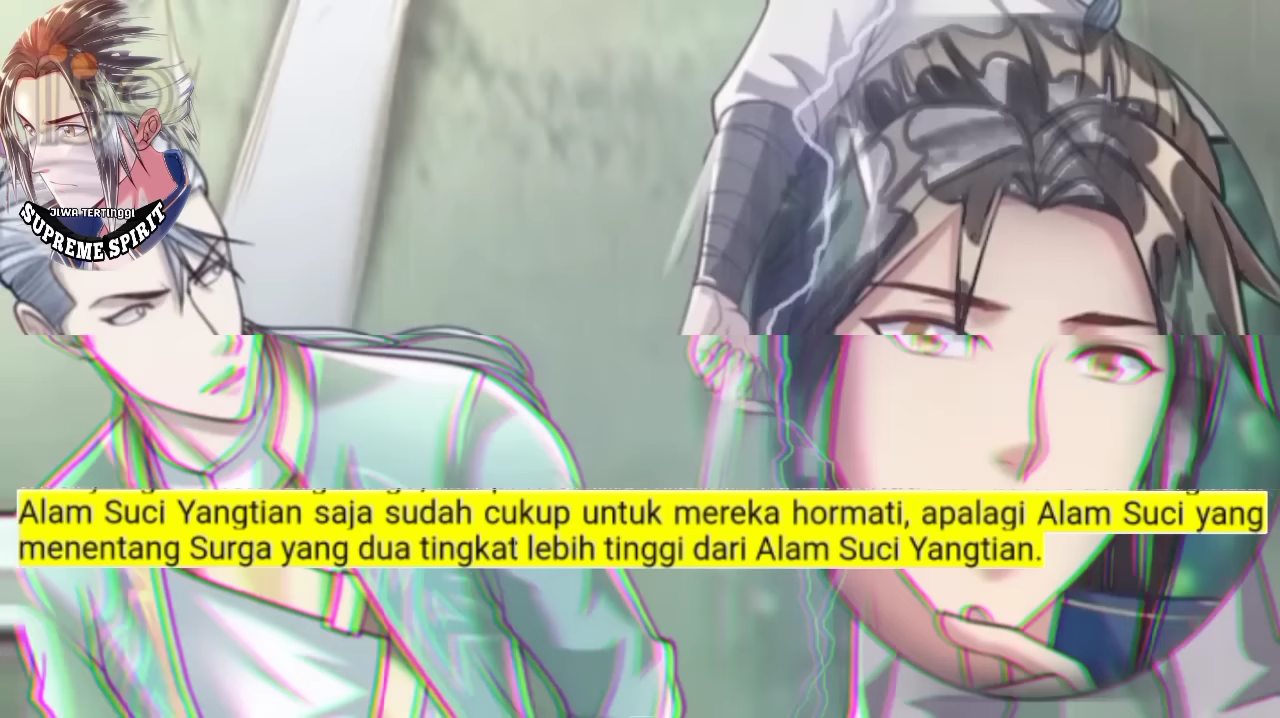 JIWA TERTINGGI
SUPREME SPIRIT
Alam Suci Yangtian saja sudah cukup untuk mereka hormati, apalagi Alam Suci yang
menentang Surga yang dua tingkat lebih tinggi dari Alam Suci Yangtian.